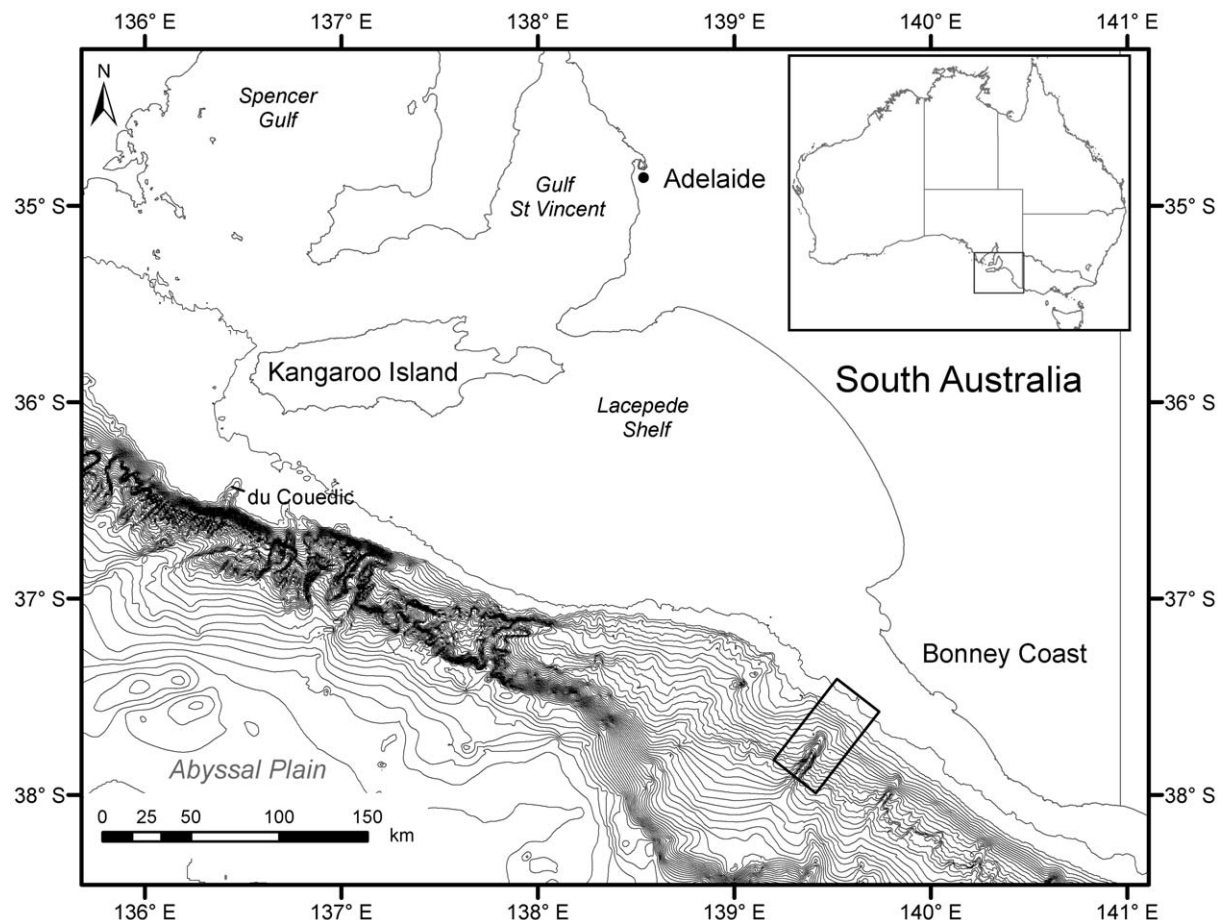 136° E 137° E 138° E 139° E 140° E 141° E
N
Spencer
Gulf
Gulf
St Vincent
Adelaide
35° S 35° S
Kangaroo Island
South Australia
36° S 36° S
Lacepede
Shelf
du Couedic
37° S 37° S
Bonney Coast
Abyssal Plain
38° S 38° S
0 25 50 100 150
km
136° E 137° E 138° E 139° E 140° E 141° E